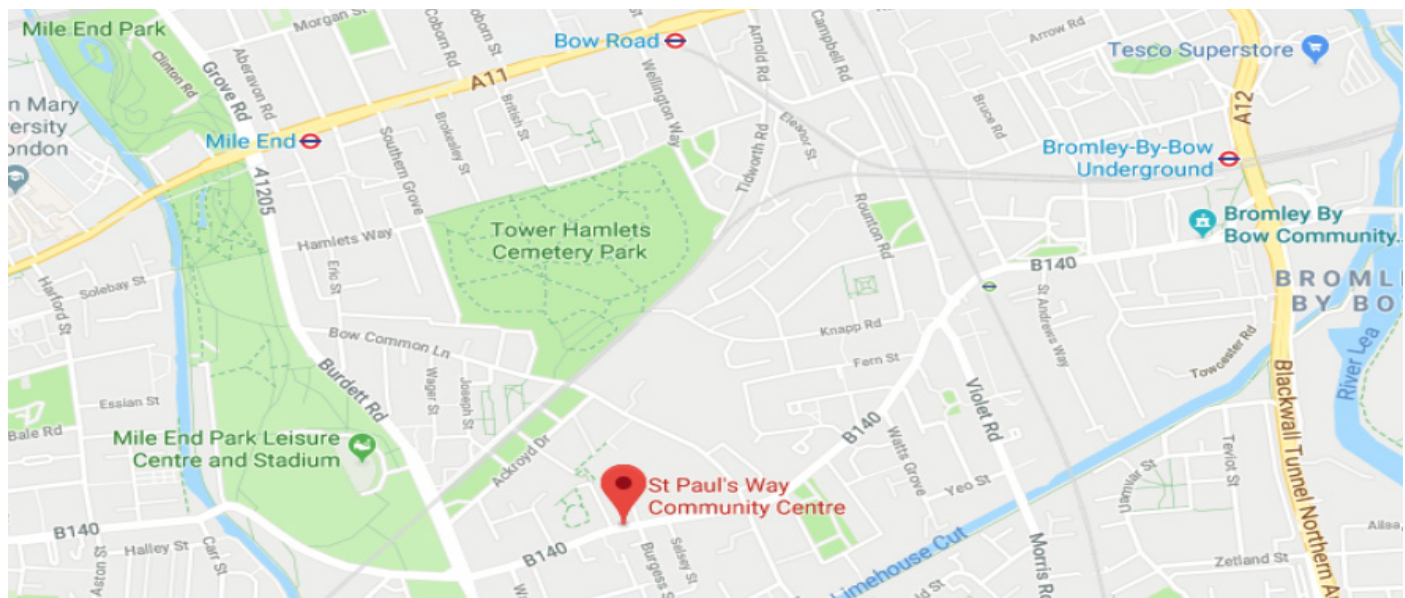 Mile End Park
Morgan St
Coborn Rd
Coborn St
Bow Road
Arnold Rd
Campbell Rd
Arrow Rd
Tesco Superstore
Clinton Rd
Grove Rd
Aberavon Rd
A11
British St
Wellington Way
Bruce Rd
A12
n Mary
versity
ondon
Mile End
Southern Grove
Brokesley St
Eleanor St
Tidworth Rd
Bromley-By-Bow
Underground
A1205
Tower Hamlets
Cemetery Park
Rounton Rd
Bromley By
Bow Community...
Hamlets Way
Eric St
B140
BROMLE
BY BO
Harford St
Solebay St
St Andrews Way
Knapp Rd
Bow Common Ln
Fern St
Towcester Rd
River Lea
Burdett Rd
Wager St
Joseph St
Essian St
Bale Rd
Violet Rd
Blackwall Tunnel Northern A
Mile End Park Leisure
Centre and Stadium
Ackroyd Dr
B140
Watts Grove
Teviot St
St Paul's Way
Community Centre
Yeo St
B140
Halley St
Carr St
Aston St
B140
Burgess S
Selsey St
Limehouse Cut
Morris R
Zetland St
Ailsa